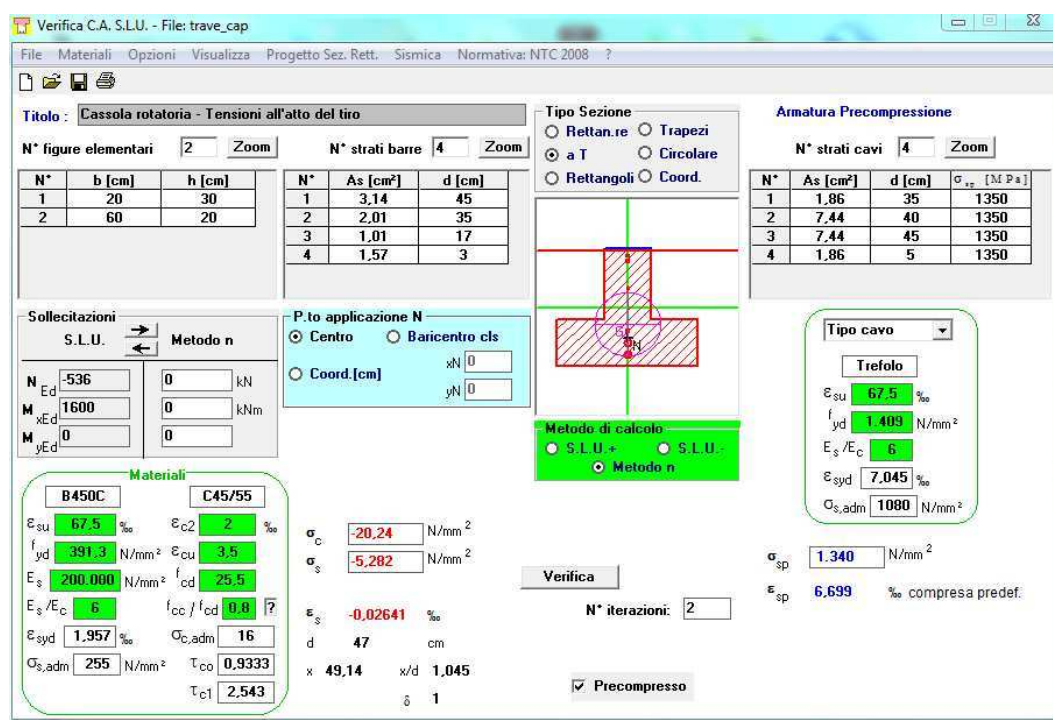 Verifica C.A. S.L.U. - File: trave_cap
File Materiali Opzioni Visualizza Progetto Sez. Rett. Sismica Normativa: NTC 2008 ?
Titolo : Cassola rotatoria - Tensioni all'atto del tiro
N° figure elementari 2 Zoom
N° b [cm] h [cm]
1 20 30
2 60 20
N° strati barre 4 Zoom
N° As [cm²] d [cm]
1 3,14 45
2 2,01 35
3 1,01 17
4 1,57 3
Tipo Sezione
Rettan.re Trapezi
a T Circolare
Rettangoli Coord.
Armatura Precompressione
N° strati cavi 4 Zoom
N° As [cm²] d [cm] σsp [MPa]
1 1,86 35 1350
2 7,44 40 1350
3 7,44 45 1350
4 1,86 5 1350
Sollecitazioni
S.L.U. Metodo n
N Ed -536 0 kN
M xEd 1600 0 kNm
M yEd 0 0
P.to applicazione N
Centro Baricentro cls
Coord.[cm]
xN 0
yN 0
N
Metodo di calcolo
S.L.U.+ S.L.U.-
Metodo n
Tipo cavo
Trefolo
εsu 67,5 ‰
fyd 1.409 N/mm²
Es/Ec 6
εsyd 7,045 ‰
σs,adm 1080 N/mm²
Materiali
B450C C45/55
εsu 67,5 ‰ εc2 2 ‰
fyd 391,3 N/mm² εcu 3,5
Es 200.000 N/mm² fcd 25,5
Es/Ec 6 fcc / fcd 0,8 ?
εsyd 1,957 ‰ σc,adm 16
σs,adm 255 N/mm² τco 0,9333
τc1 2,543
σc -20,24 N/mm²
σs -5,282 N/mm²
εs -0,02641 ‰
d 47 cm
x 49,14 x/d 1,045
δ 1
Verifica
N° iterazioni: 2
Precompresso
σsp 1.340 N/mm²
εsp 6,699 ‰ compresa predef.